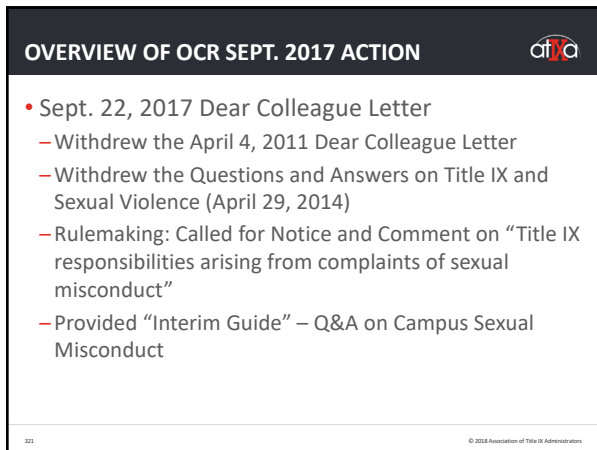 OVERVIEW OF OCR SEPT. 2017 ACTION
atIXa
• Sept. 22, 2017 Dear Colleague Letter
–Withdrew the April 4, 2011 Dear Colleague Letter
–Withdrew the Questions and Answers on Title IX and
Sexual Violence (April 29, 2014)
–Rulemaking: Called for Notice and Comment on “Title IX
responsibilities arising from complaints of sexual
misconduct”
–Provided “Interim Guide” – Q&A on Campus Sexual
Misconduct
321
© 2018 Association of Title IX Administrators